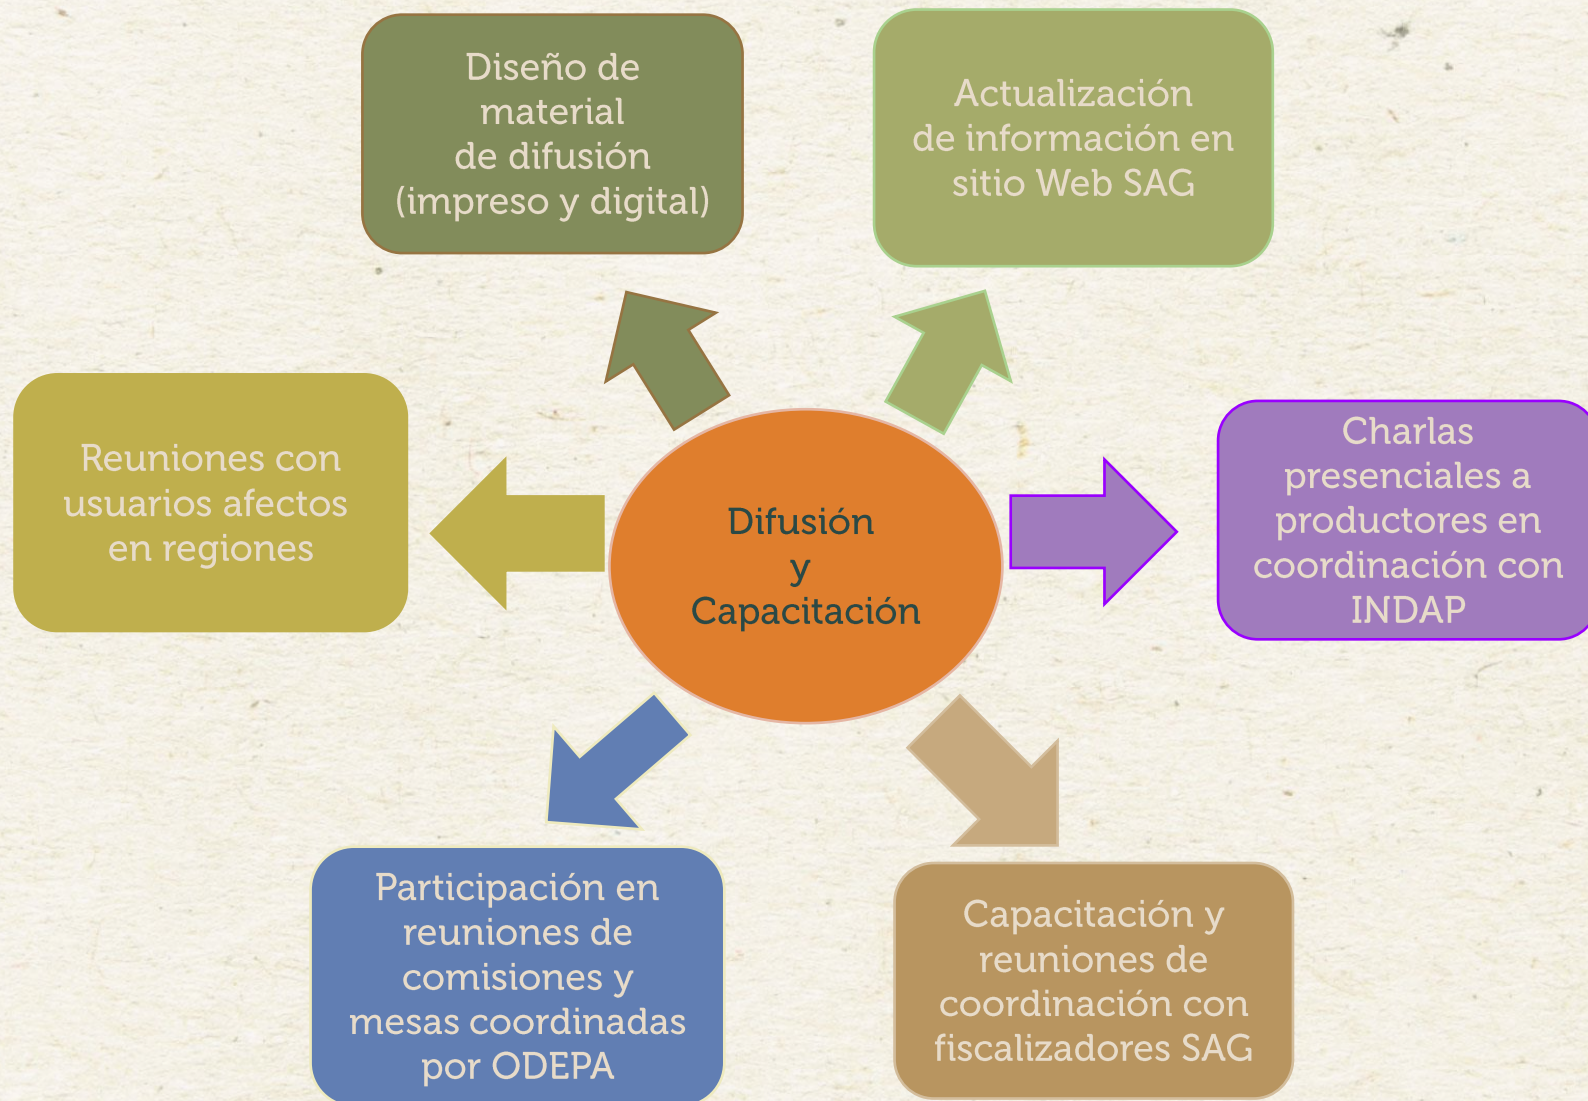 Diseño de
material
de difusión
(impreso y digital)
Actualización
de información en
sitio Web SAG
Reuniones con
usuarios afectos
en regiones
Difusión
y
Capacitación
Charlas
presenciales a
productores en
coordinación con
INDAP
Participación en
reuniones de
comisiones y
mesas coordinadas
por ODEPA
Capacitación y
reuniones de
coordinación con
fiscalizadores SAG